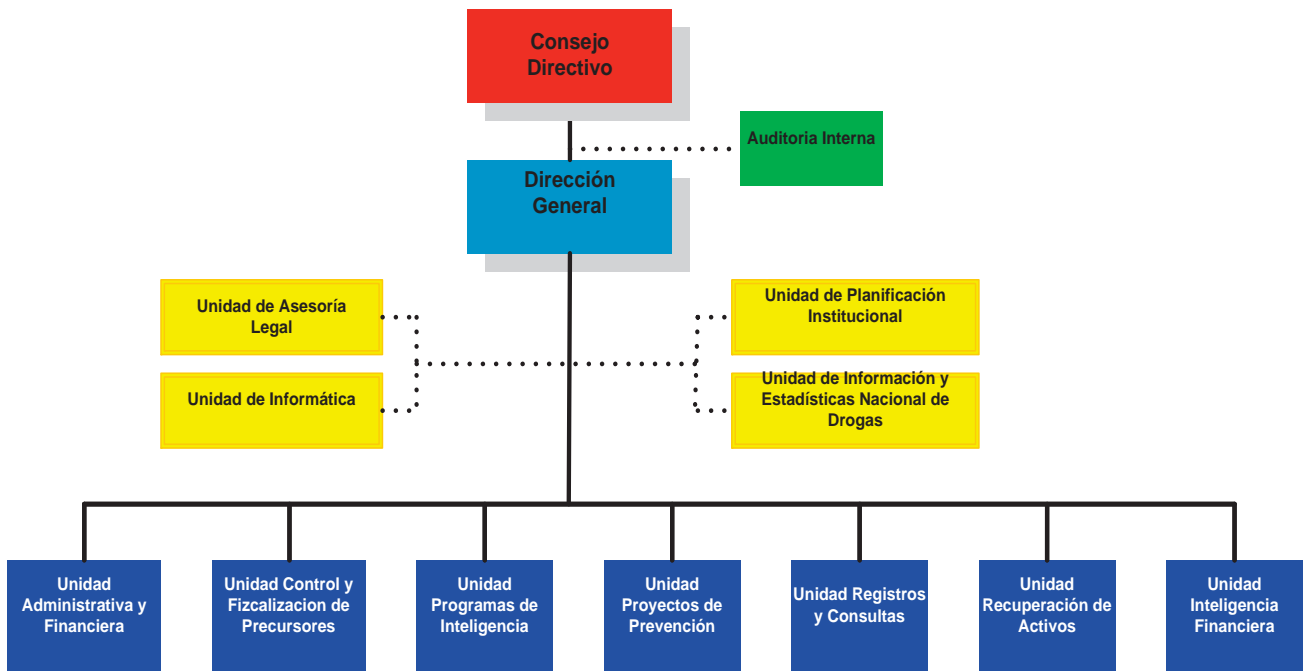 Consejo
Directivo
Auditoria Interna
Dirección
General
Unidad de Asesoría
Legal
Unidad de Planificación
Institucional
Unidad de Informática
Unidad de Información y
Estadísticas Nacional de
Drogas
Unidad
Administrativa y
Financiera
Unidad Control y
Fizcalizacion de
Precursores
Unidad
Programas de
Inteligencia
Unidad
Proyectos de
Prevención
Unidad Registros
y Consultas
Unidad
Recuperación de
Activos
Unidad
Inteligencia
Financiera